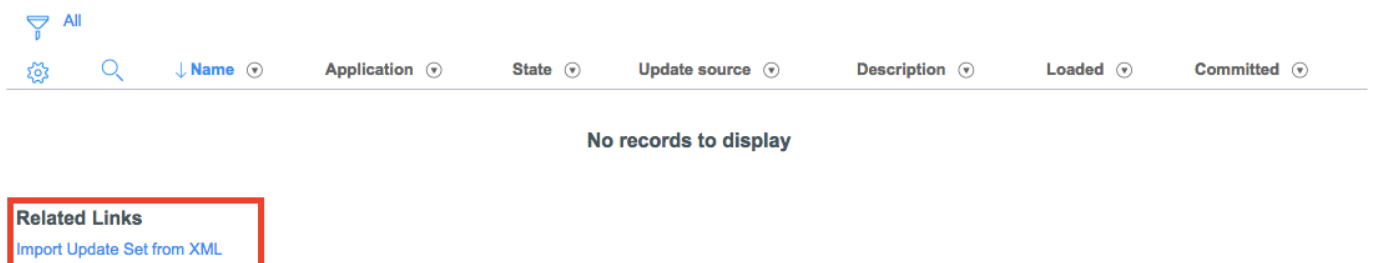 All
Name Application State Update source Description Loaded Committed
No records to display
Related Links
Import Update Set from XML